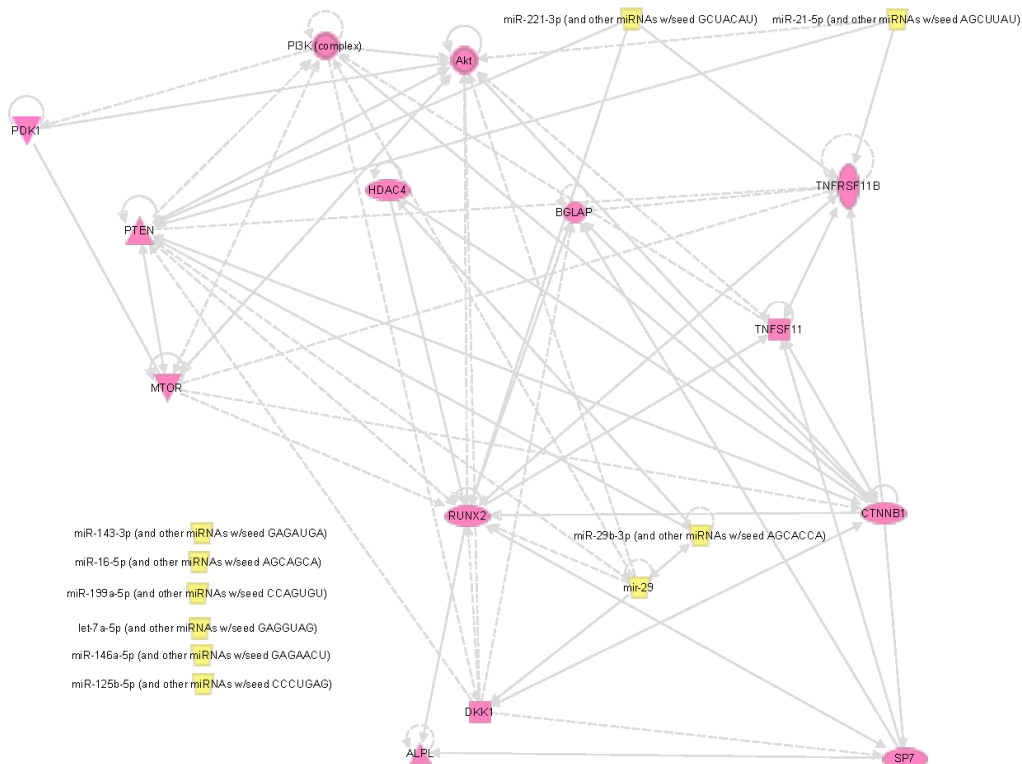 miR-221-3p (and other miRNAs w/seed GCUACAU)
miR-21-5p (and other miRNAs w/seed AGCUUAU)
PI3K (complex)
Akt
PDK1
HDAC4
TNFRSF11B
BGLAP
PTEN
TNFSF11
MTOR
RUNX2
CTNNB1
miR-143-3p (and other miRNAs w/seed GAGAUGA)
miR-29b-3p (and other miRNAs w/seed AGCACCA)
miR-16-5p (and other miRNAs w/seed AGCAGCA)
mir-29
miR-199a-5p (and other miRNAs w/seed CCAGUGU)
let-7a-5p (and other miRNAs w/seed GAGGUAG)
miR-146a-5p (and other miRNAs w/seed GAGAACU)
miR-125b-5p (and other miRNAs w/seed CCCUGAG)
DKK1
ALPL
SP7